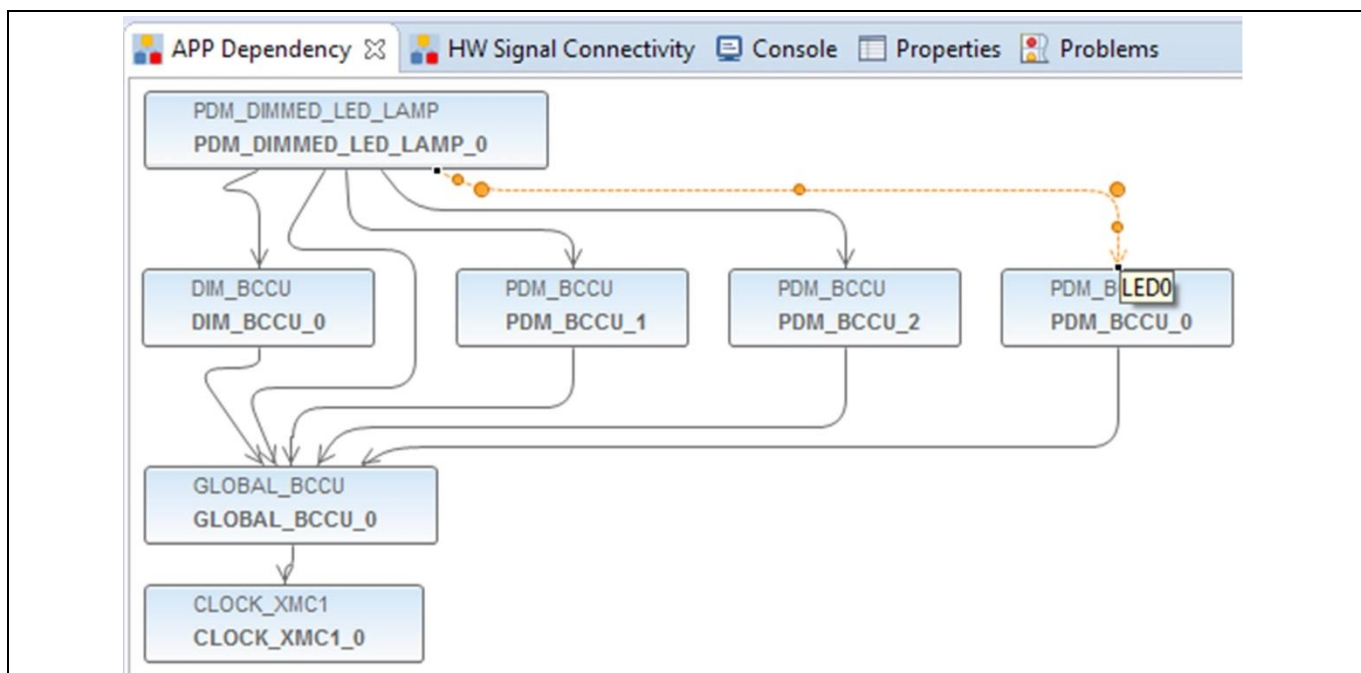 APP Dependency HW Signal Connectivity Console Properties Problems
PDM_DIMMED_LED_LAMP
PDM_DIMMED_LED_LAMP_0
DIM_BCCU
DIM_BCCU_0
PDM_BCCU
PDM_BCCU_1
PDM_BCCU
PDM_BCCU_2
PDM_B
LED0
PDM_BCCU_0
GLOBAL_BCCU
GLOBAL_BCCU_0
CLOCK_XMC1
CLOCK_XMC1_0